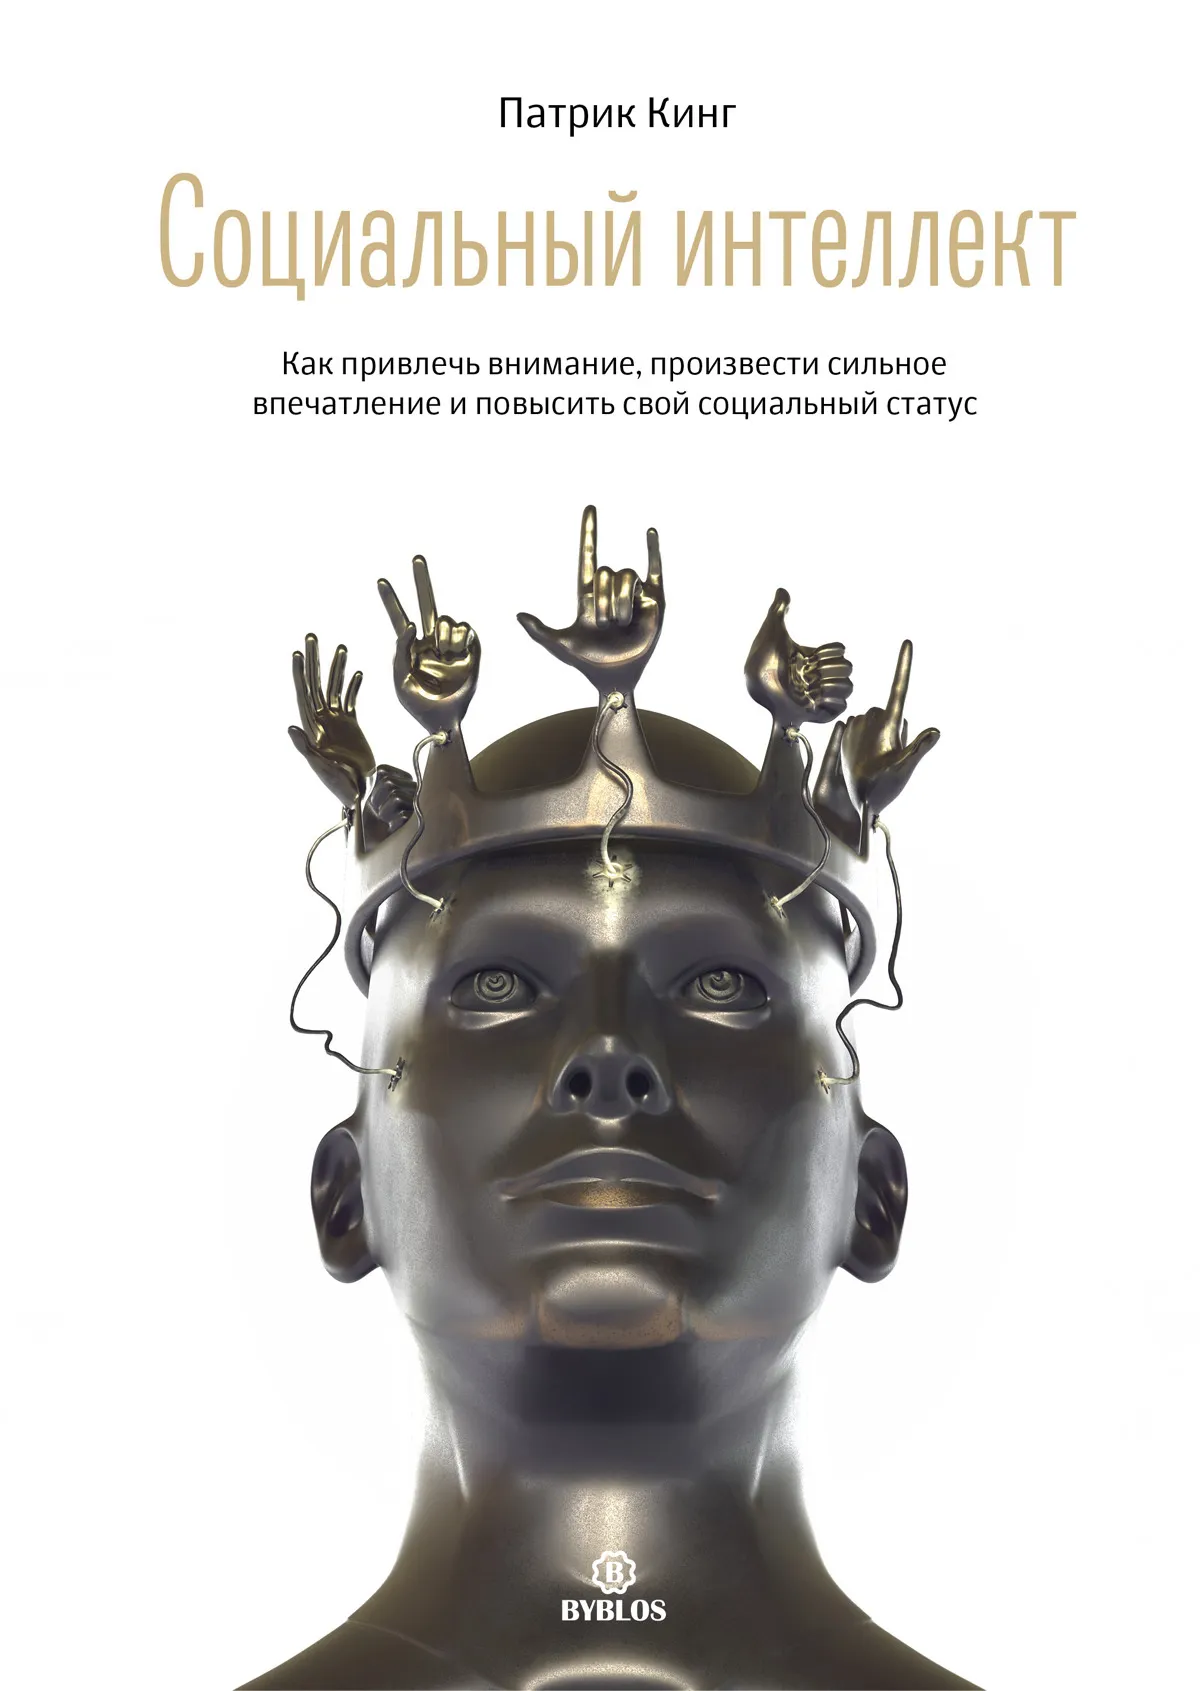 Патрик Кинг
Социальный интеллект
Как привлечь внимание, произвести сильное
впечатление и повысить свой социальный статус
B
BYBLOS